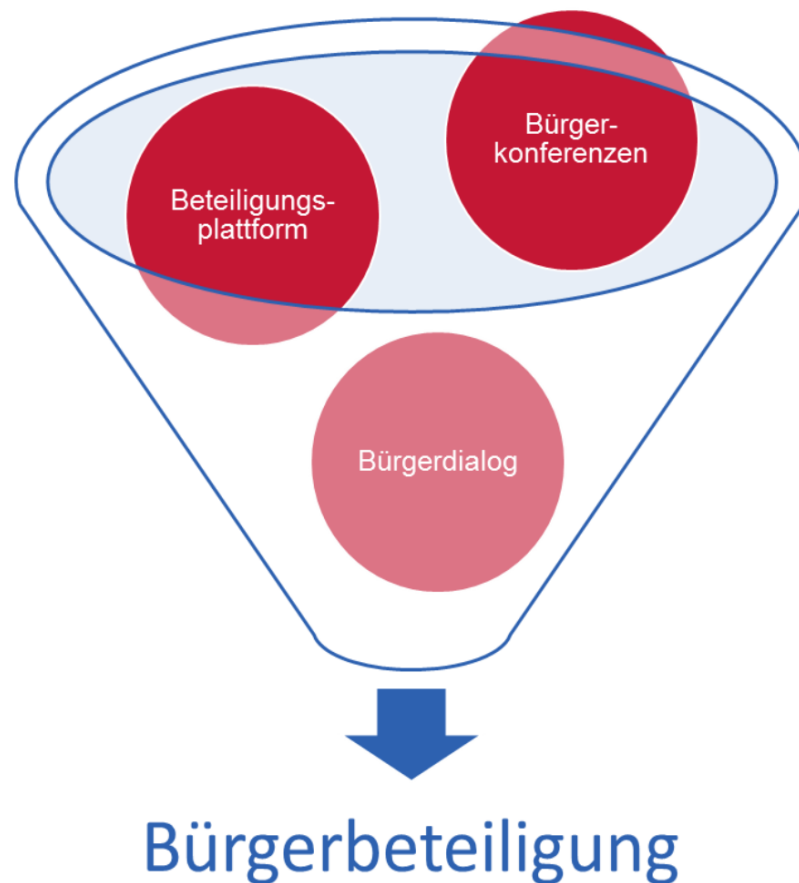 Bürger-
konferenzen
Beteiligungs-
plattform
Bürgerdialog
Bürgerbeteiligung